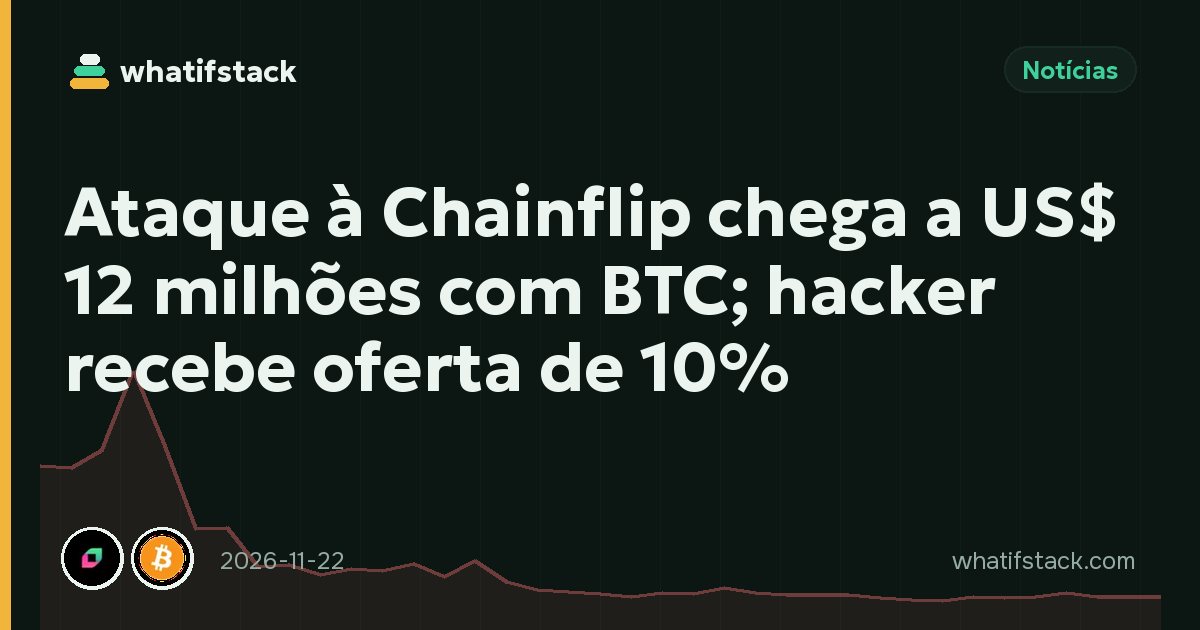 whatifstack
Notícias
Ataque à Chainflip chega a US$
12 milhões com BTC; hacker
recebe oferta de 10%
2026-11-22
whatifstack.com